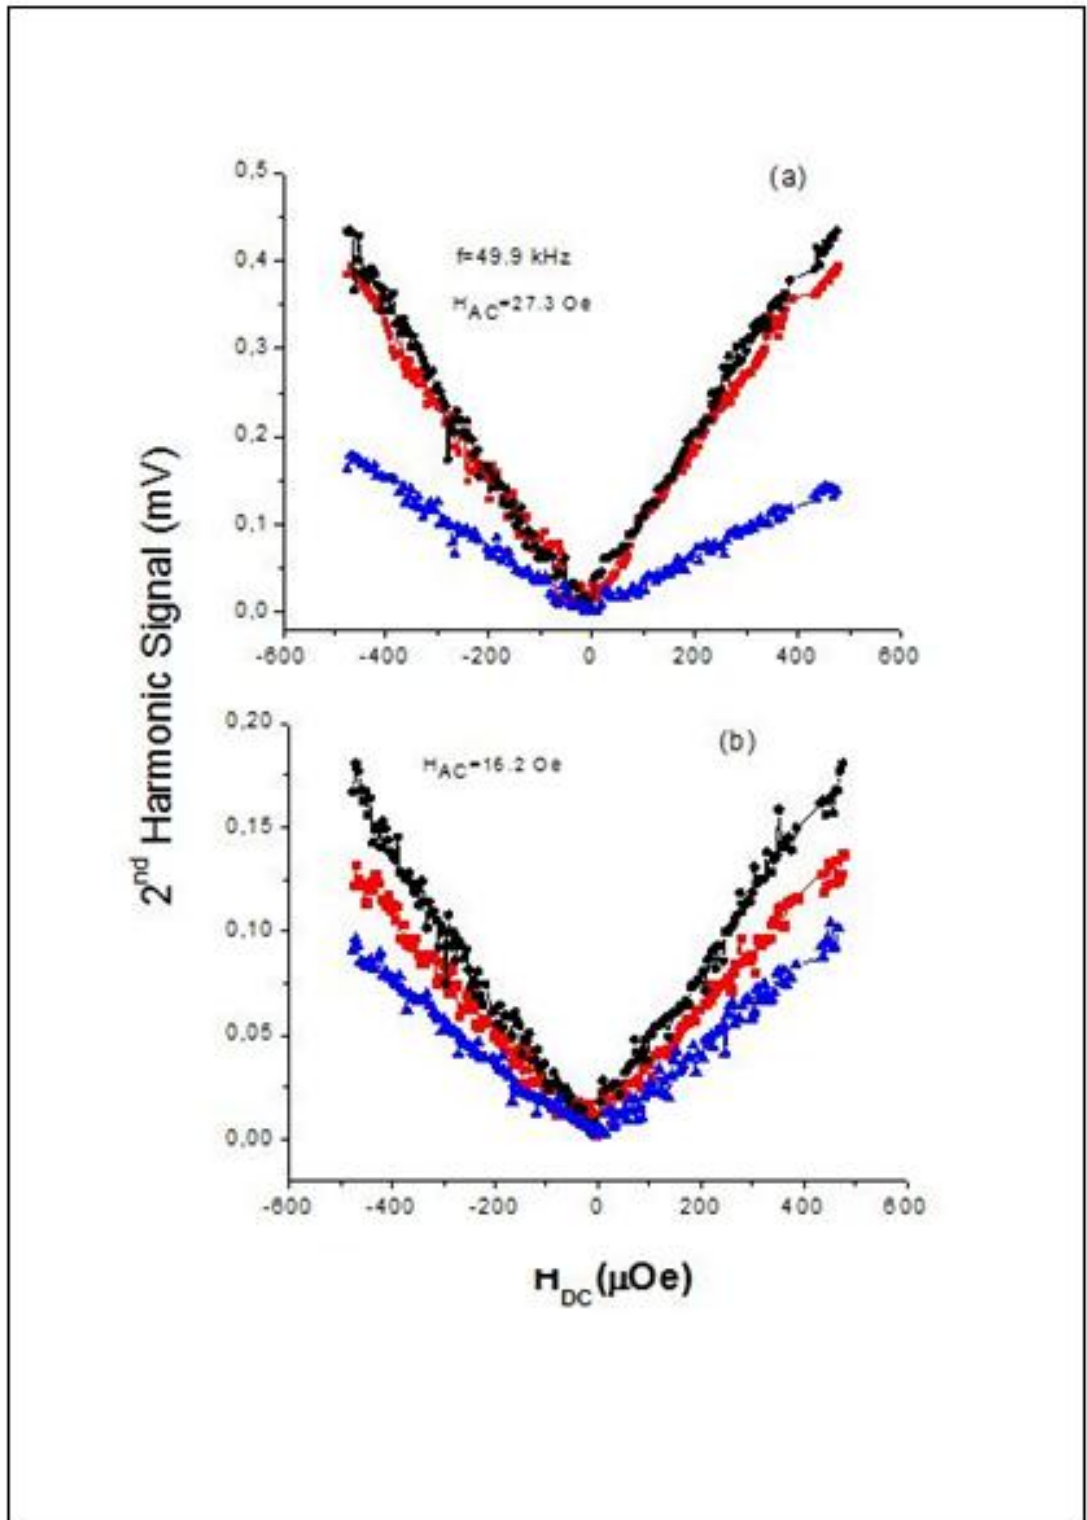 (a)
0,5
f=49.9 kHz
0,4
HAC=27.3 Oe
0,3
0,2
0,1
0,0
-600 -400 -200 0 200 400 600
2nd Harmonic Signal (mV)
0,20
(b)
HAC=16.2 Oe
0,15
0,10
0,05
0,00
-600 -400 -200 0 200 400 600
HDC (μOe)